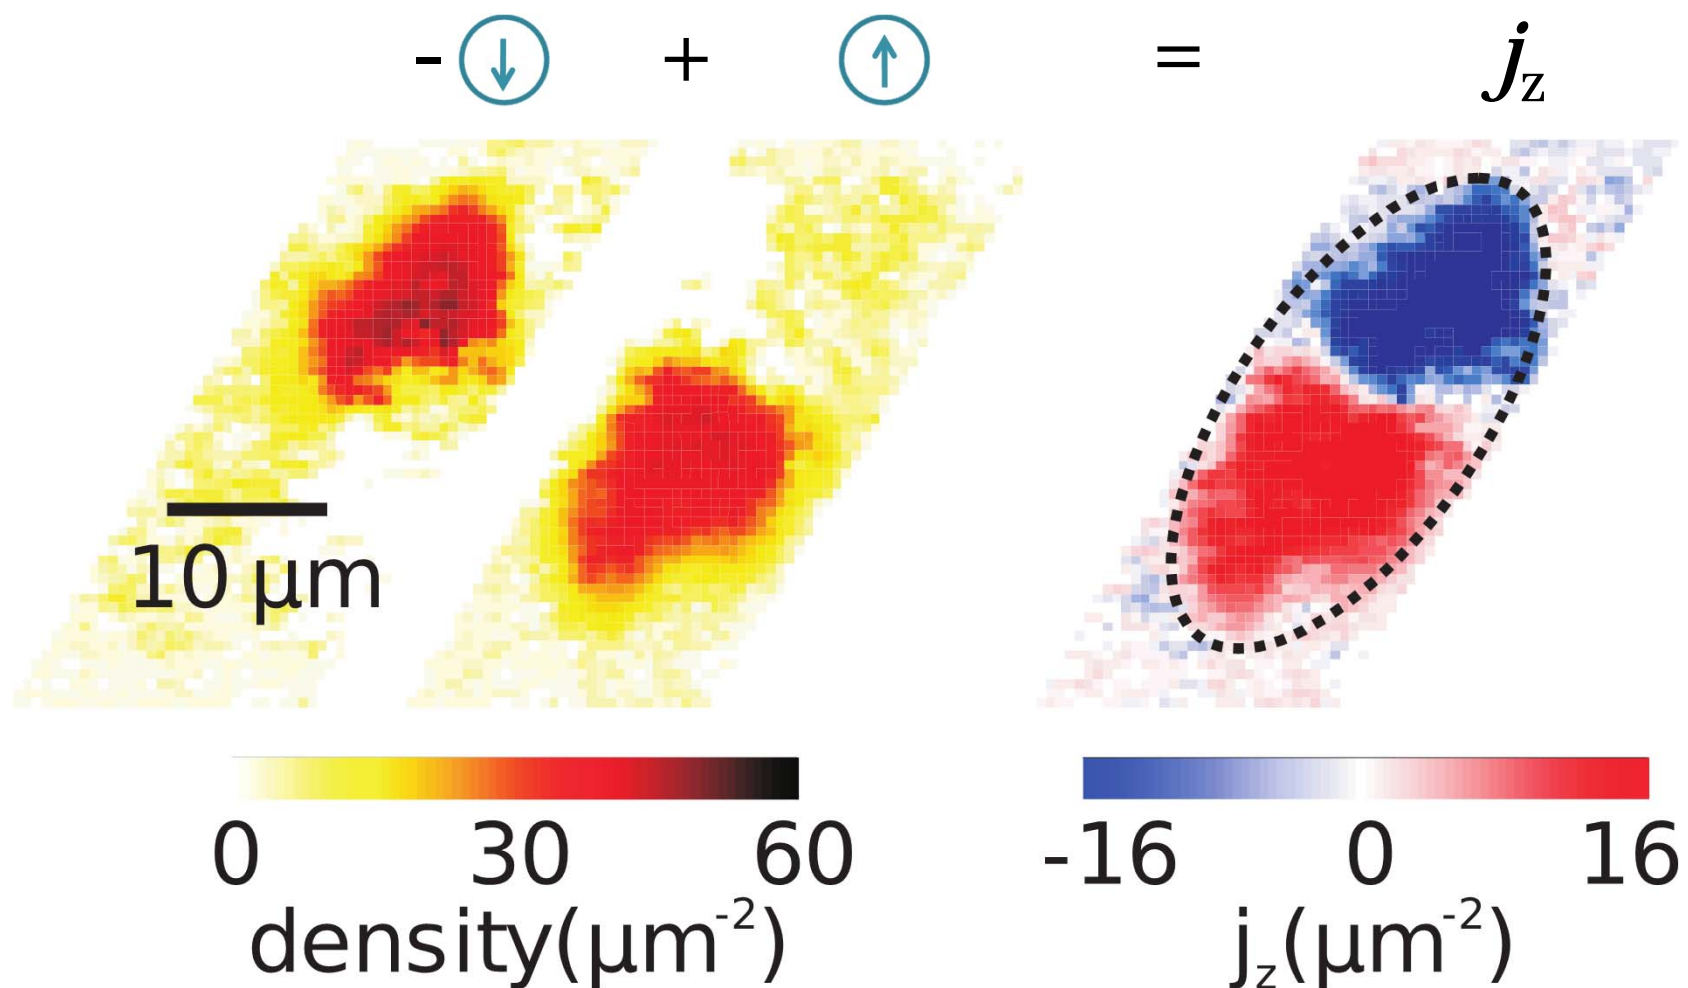 - ↓ + ↑ = jz
10 μm
0 30 60
density(μm-2)
-16 0 16
jz(μm-2)